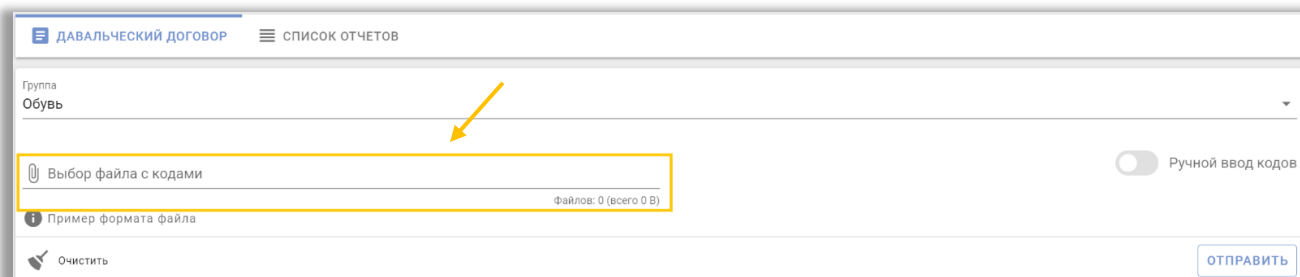 ДАВАЛЬЧЕСКИЙ ДОГОВОР СПИСОК ОТЧЕТОВ
Группа
Обувь
Выбор файла с кодами
Ручной ввод кодов
Файлов: 0 (всего 0 B)
Пример формата файла
Очистить
ОТПРАВИТЬ